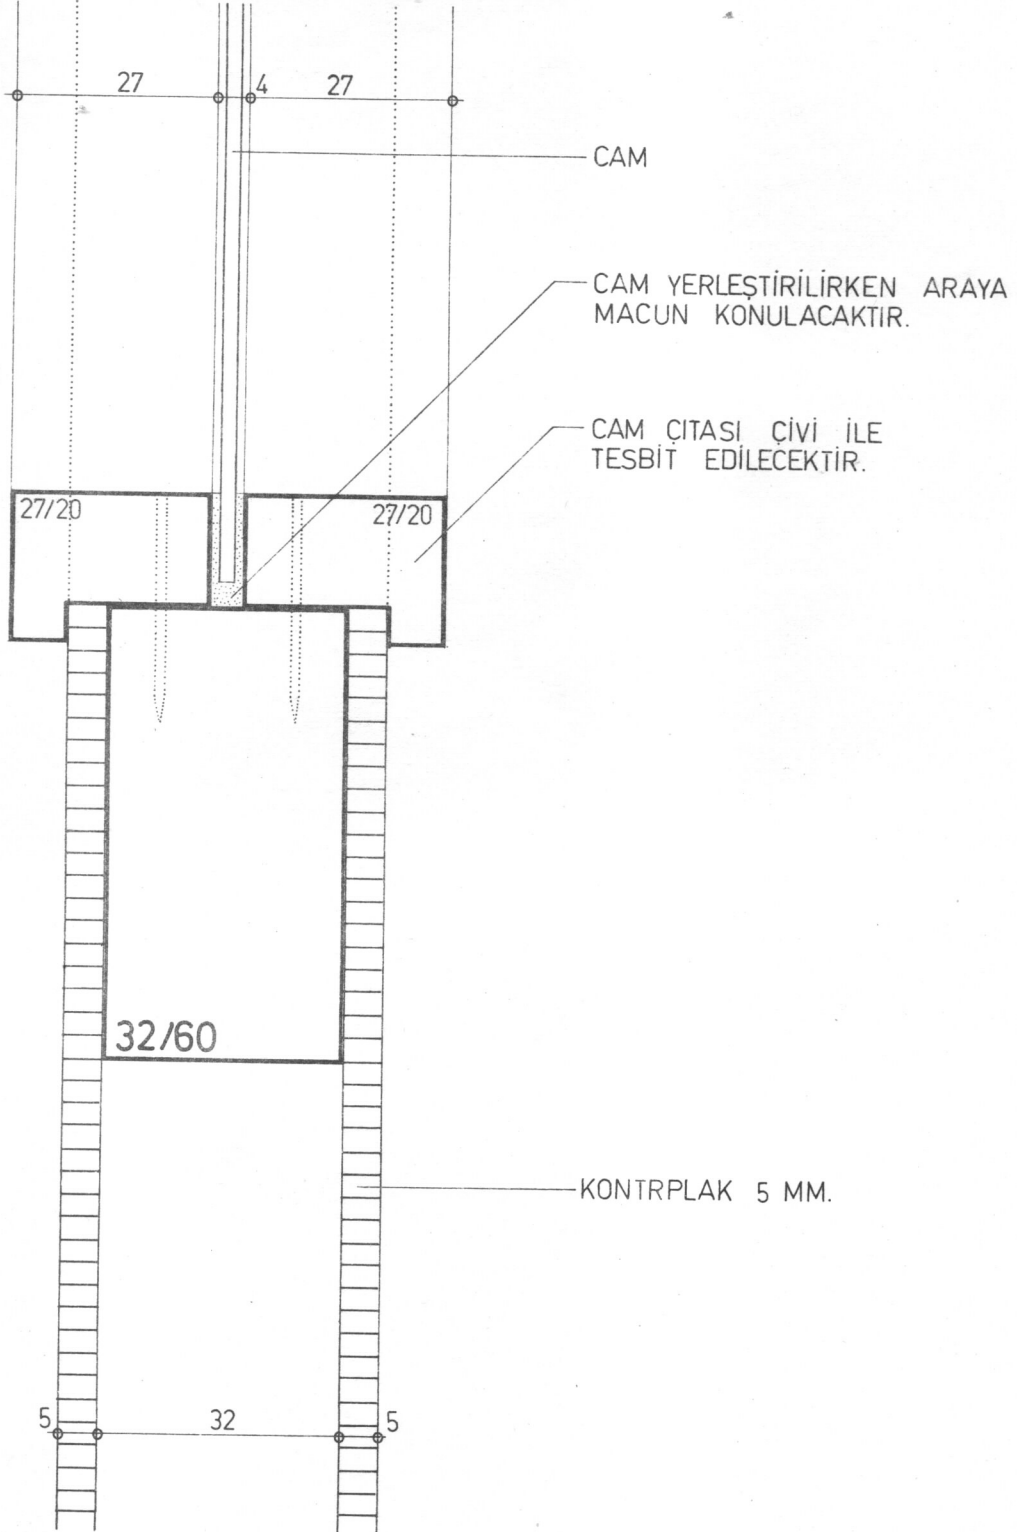 27
4
27
CAM
CAM YERLEŞTİRİLİRKEN ARAYA
MACUN KONULACAKTIR.
CAM ÇITASI ÇİVİ İLE
TESBİT EDİLECEKTİR.
27/20
27/20
32/60
KONTRPLAK 5 MM.
5
32
5